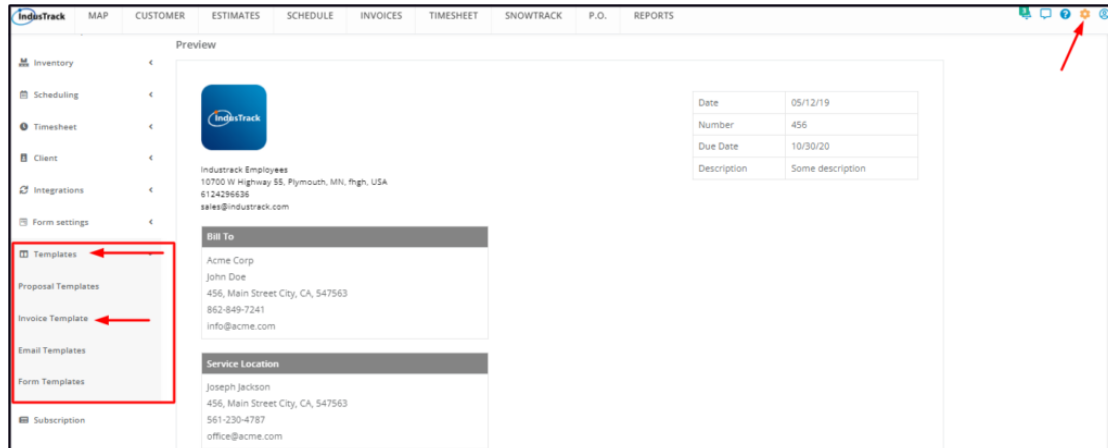 IndusTrack MAP CUSTOMER ESTIMATES SCHEDULE INVOICES TIMESHEET SNOWTRACK P.O. REPORTS
Preview
Inventory
Scheduling
Timesheet
Client
Integrations
Form settings
Templates
Proposal Templates
Invoice Template
Email Templates
Form Templates
Subscription
IndusTrack
Industrack Employees
10700 W Highway 55, Plymouth, MN, fhgh, USA
6124296636
sales@industrack.com
Date 05/12/19
Number 456
Due Date 10/30/20
Description Some description
Bill To
Acme Corp
John Doe
456, Main Street City, CA, 547563
862-849-7241
info@acme.com
Service Location
Joseph Jackson
456, Main Street City, CA, 547563
561-230-4787
office@acme.com